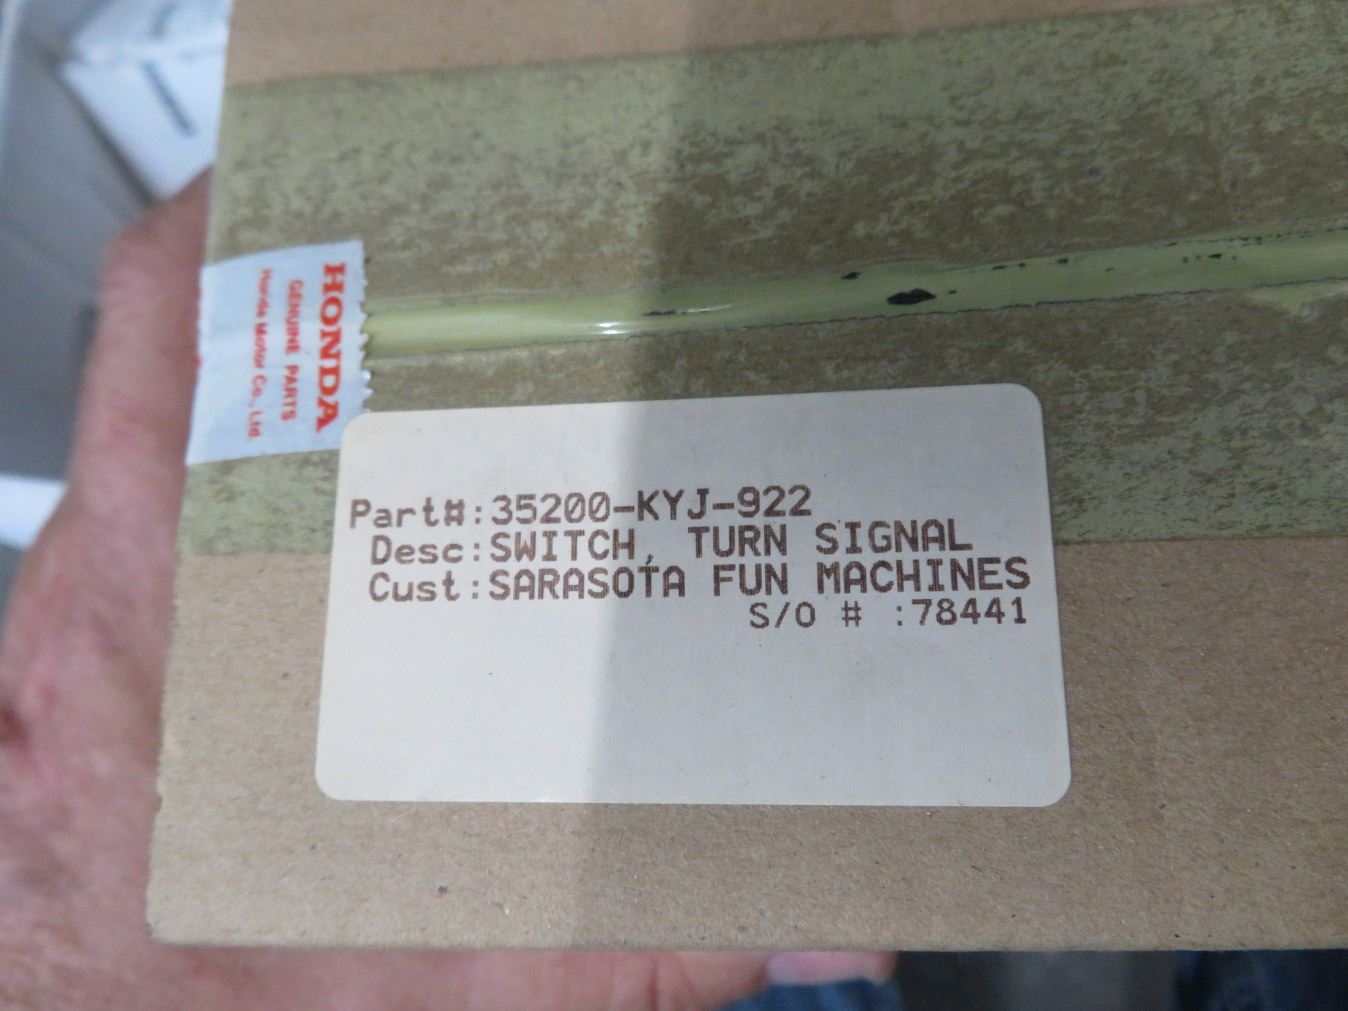 HONDA
GENUINE PARTS
Honda Motor Co., Ltd.
Part#:35200-KYJ-922
Desc:SWITCH, TURN SIGNAL
Cust:SARASOTA FUN MACHINES
S/O # :78441